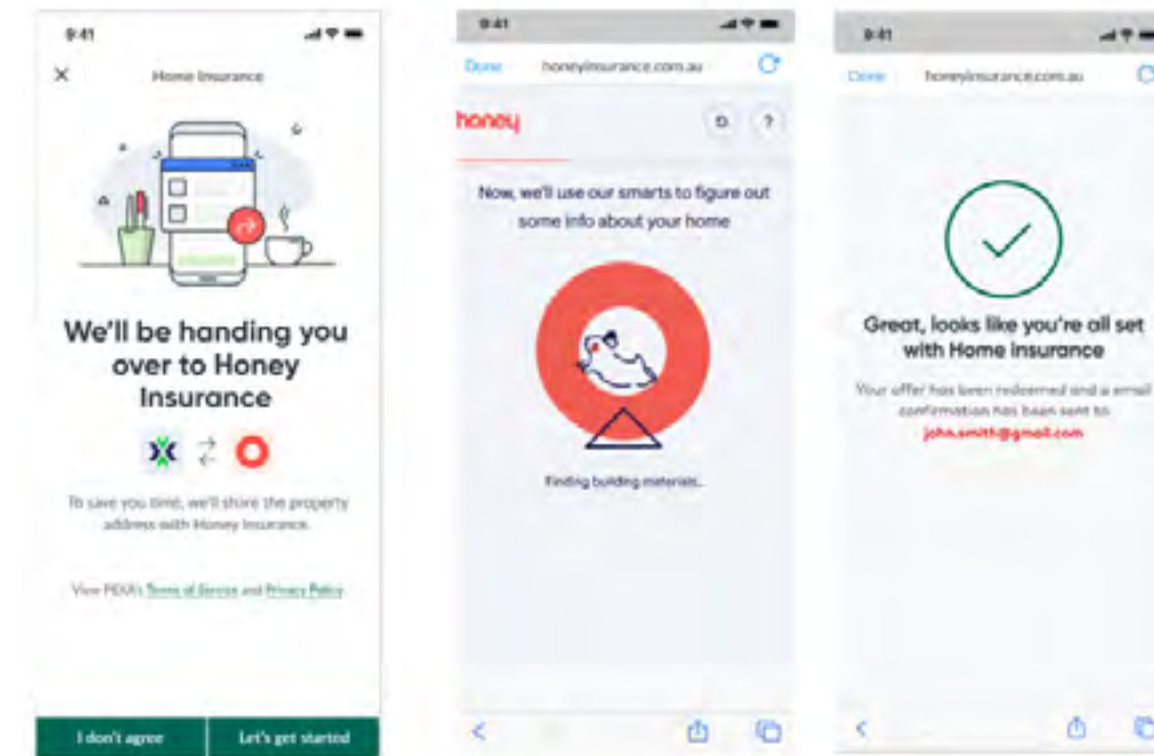 9:41
Home Insurance
We'll be handing you
over to Honey
Insurance
To save you time, we'll share the property
address with Honey Insurance.
View PEXA's Terms of Service and Privacy Policy
I don't agree
Let's get started
9:41
Done
honeyinsurance.com.au
honey
?
Now, we'll use our smarts to figure out
some info about your home
Finding building materials..
9:41
Done
honeyinsurance.com.au
Great, looks like you're all set
with Home insurance
Your offer has been redeemed and a email
confirmation has been sent to
john.smith@gmail.com